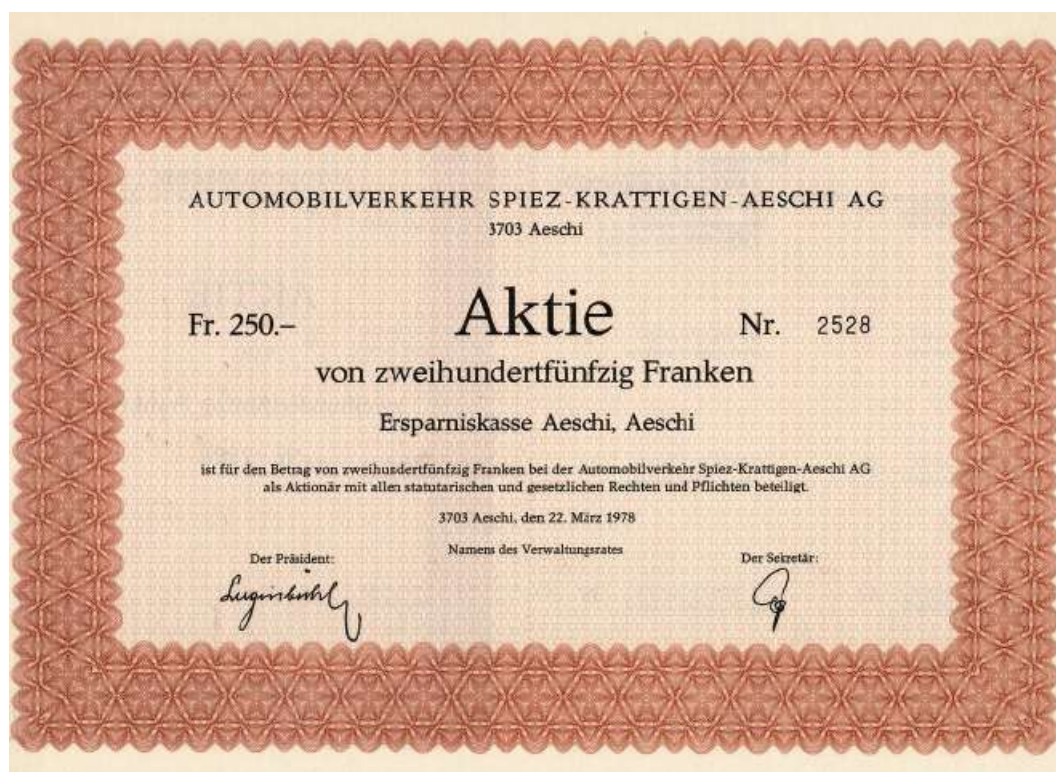 AUTOMOBILVERKEHR SPIEZ-KRATTIGEN-AESCHI AG
3703 Aeschi
Fr. 250.– Aktie Nr. 2528
von zweihundertfünfzig Franken
Ersparniskasse Aeschi, Aeschi
ist für den Betrag von zweihundertfünfzig Franken bei der Automobilverkehr Spiez-Krattigen-Aeschi AG
als Aktionär mit allen statutarischen und gesetzlichen Rechten und Pflichten beteiligt.
3703 Aeschi, den 22. März 1978
Namens des Verwaltungsrates
Der Präsident: Der Sekretär:
Luginbühl